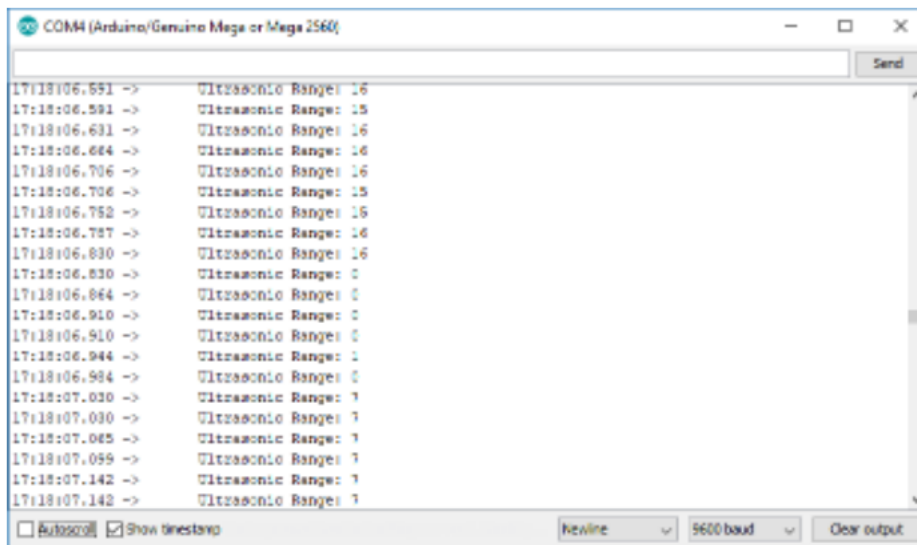 COM4 (Arduino/Genuino Mega or Mega 2560)
Send
17:18:06.591 -> Ultrasonic Range: 16
17:18:06.591 -> Ultrasonic Range: 15
17:18:06.631 -> Ultrasonic Range: 16
17:18:06.664 -> Ultrasonic Range: 16
17:18:06.706 -> Ultrasonic Range: 16
17:18:06.706 -> Ultrasonic Range: 15
17:18:06.752 -> Ultrasonic Range:
17:18:06.787 -> Ultrasonic Range: 16
17:18:06.830 -> Ultrasonic Range: 16
17:18:06.830 -> Ultrasonic Range: 0
17:18:06.864 -> Ultrasonic Range: 0
17:18:06.910 -> Ultrasonic Range: 0
17:18:06.910 -> Ultrasonic Range: 0
17:18:06.944 -> Ultrasonic Range:
17:18:06.984 -> Ultrasonic Range: 0
17:18:07.030 -> Ultrasonic Range: 7
17:18:07.030 -> Ultrasonic Range: 7
17:18:07.065 -> Ultrasonic Range: 7
17:18:07.099 -> Ultrasonic Range: 7
17:18:07.142 -> Ultrasonic Range: 7
17:18:07.142 -> Ultrasonic Range: 7
Autoscroll Show timestamp Newline 9600 baud Clear output